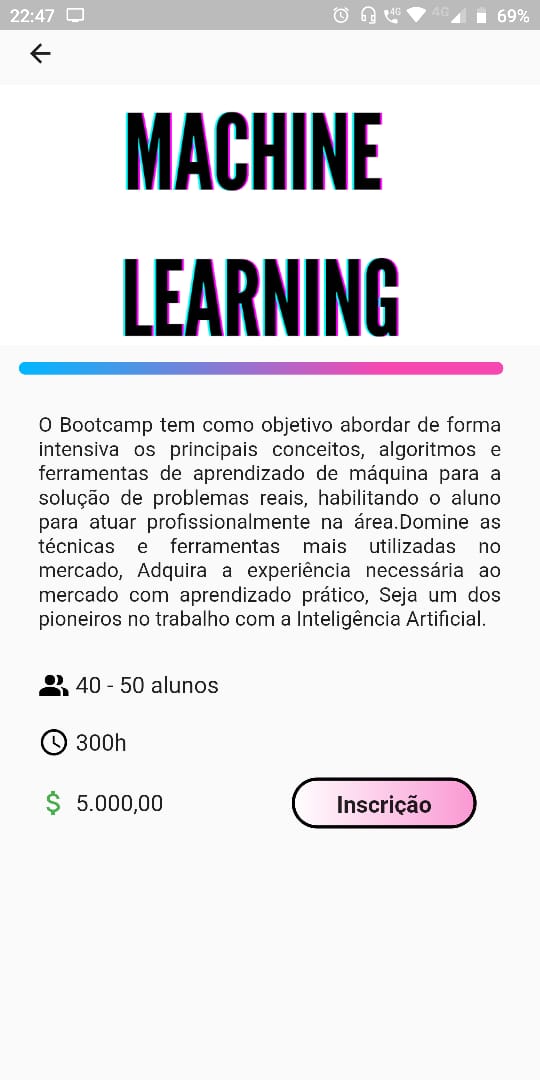 22:47
4G 4G 69%
MACHINE
LEARNING
O Bootcamp tem como objetivo abordar de forma
intensiva os principais conceitos, algoritmos e
ferramentas de aprendizado de máquina para a
solução de problemas reais, habilitando o aluno
para atuar profissionalmente na área.Domine as
técnicas e ferramentas mais utilizadas no
mercado, Adquira a experiência necessária ao
mercado com aprendizado prático, Seja um dos
pioneiros no trabalho com a Inteligência Artificial.
40 - 50 alunos
300h
$ 5.000,00
Inscrição